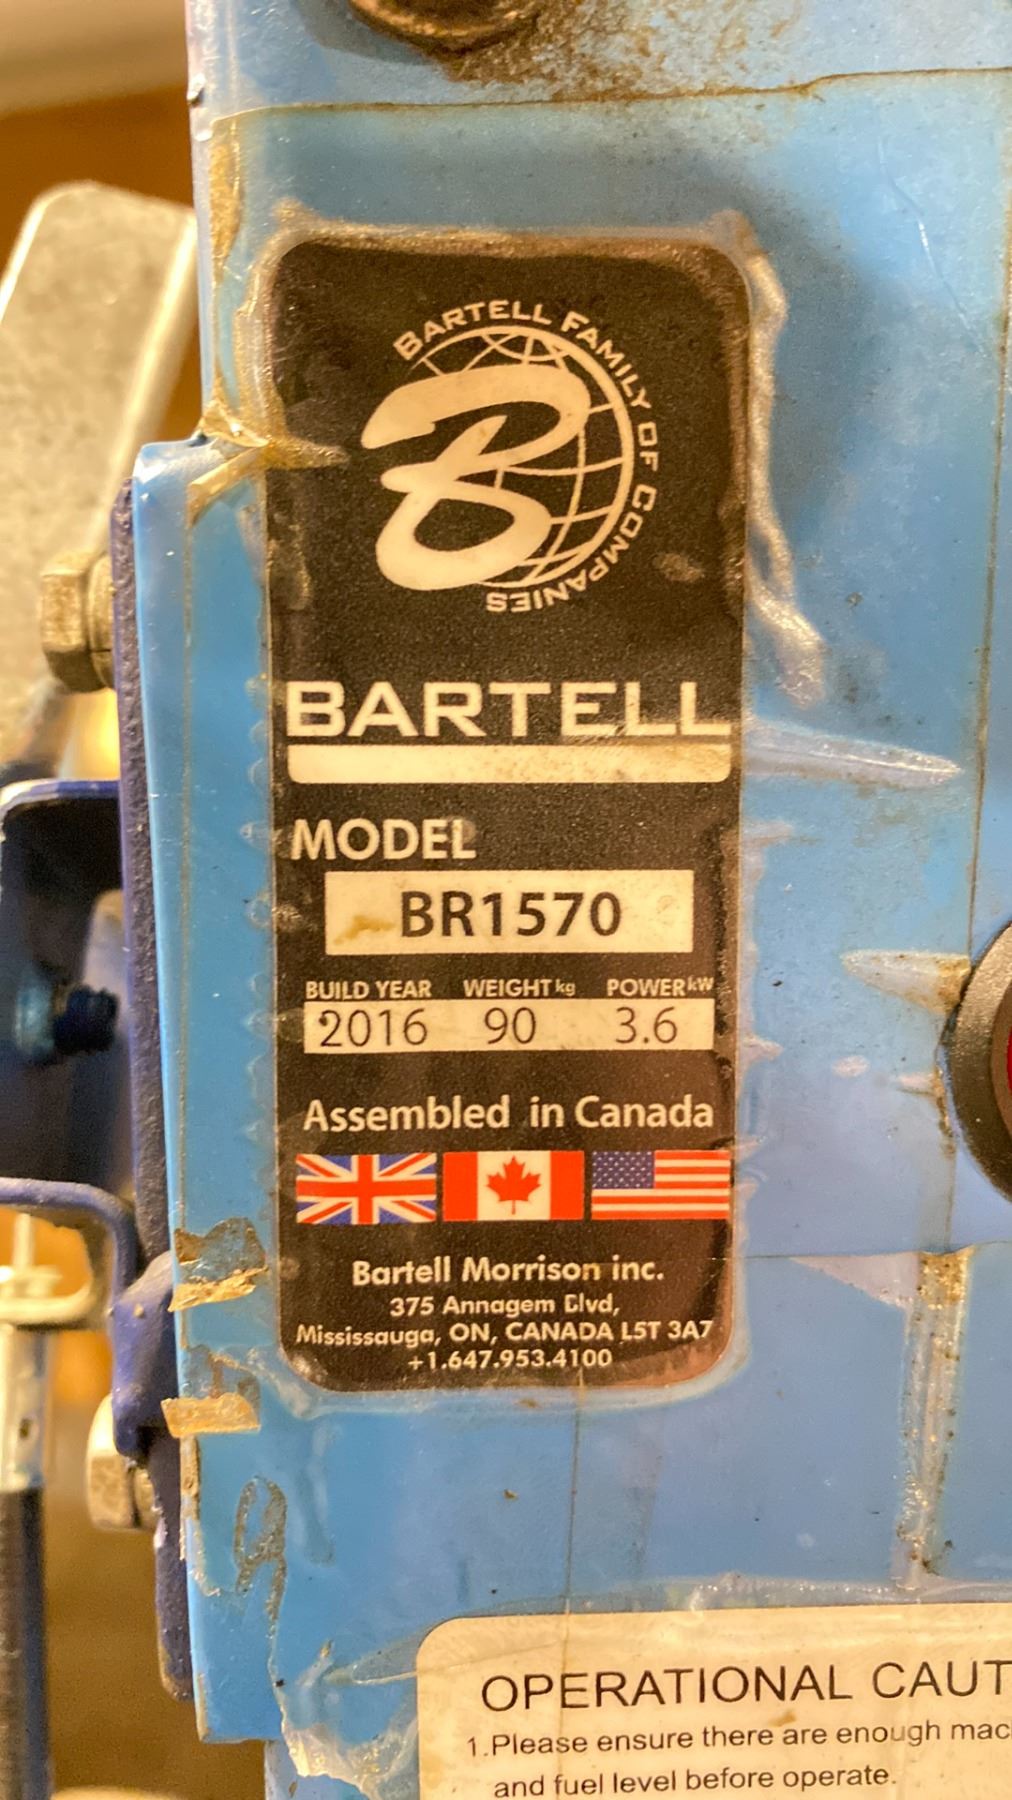 BARTELL FAMILY OF COMPANIES
B
BARTELL
MODEL
BR1570
BUILD YEAR WEIGHT kg POWER kW
2016 90 3.6
Assembled in Canada
Bartell Morrison inc.
375 Annagem Blvd,
Mississauga, ON, CANADA L5T 3A7
+1.647.953.4100
OPERATIONAL CAUT
1.Please ensure there are enough mac
and fuel level before operate.